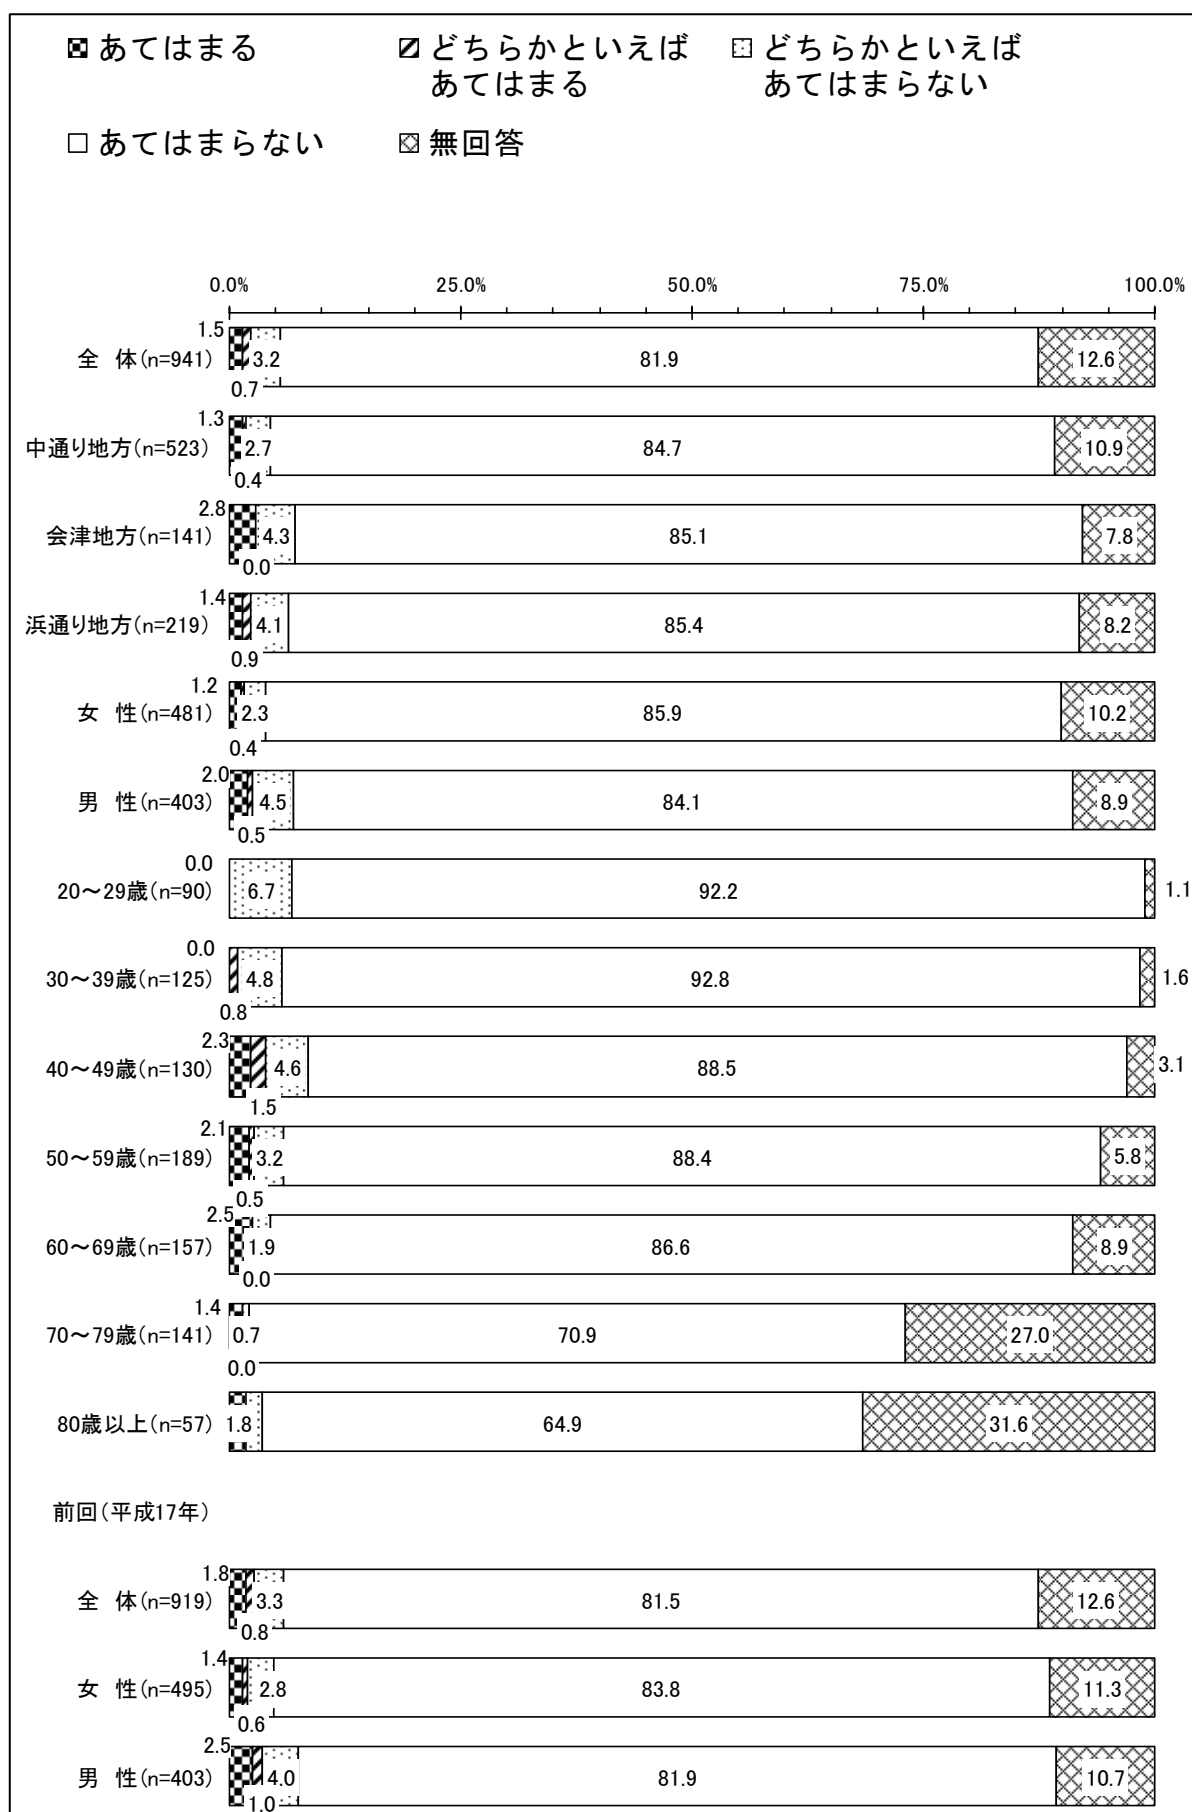 あてはまる
どちらかといえば
あてはまる
どちらかといえば
あてはまらない
あてはまらない
無回答
0.0% 25.0% 50.0% 75.0% 100.0%
1.5
全 体(n=941) 3.2 81.9 12.6
0.7
1.3
中通り地方(n=523) 2.7 84.7 10.9
0.4
2.8
会津地方(n=141) 4.3 85.1 7.8
0.0
1.4
浜通り地方(n=219) 4.1 85.4 8.2
0.9
1.2
女 性(n=481) 2.3 85.9 10.2
0.4
2.0
男 性(n=403) 4.5 84.1 8.9
0.5
0.0
20～29歳(n=90) 6.7 92.2 1.1
0.0
30～39歳(n=125) 4.8 92.8 1.6
0.8
2.3
40～49歳(n=130) 4.6 88.5 3.1
1.5
2.1
50～59歳(n=189) 3.2 88.4 5.8
0.5
2.5
60～69歳(n=157) 1.9 86.6 8.9
0.0
1.4
70～79歳(n=141) 0.7 70.9 27.0
0.0
80歳以上(n=57) 1.8 64.9 31.6
前回(平成17年)
1.8
全 体(n=919) 3.3 81.5 12.6
0.8
1.4
女 性(n=495) 2.8 83.8 11.3
0.6
2.5
男 性(n=403) 4.0 81.9 10.7
1.0